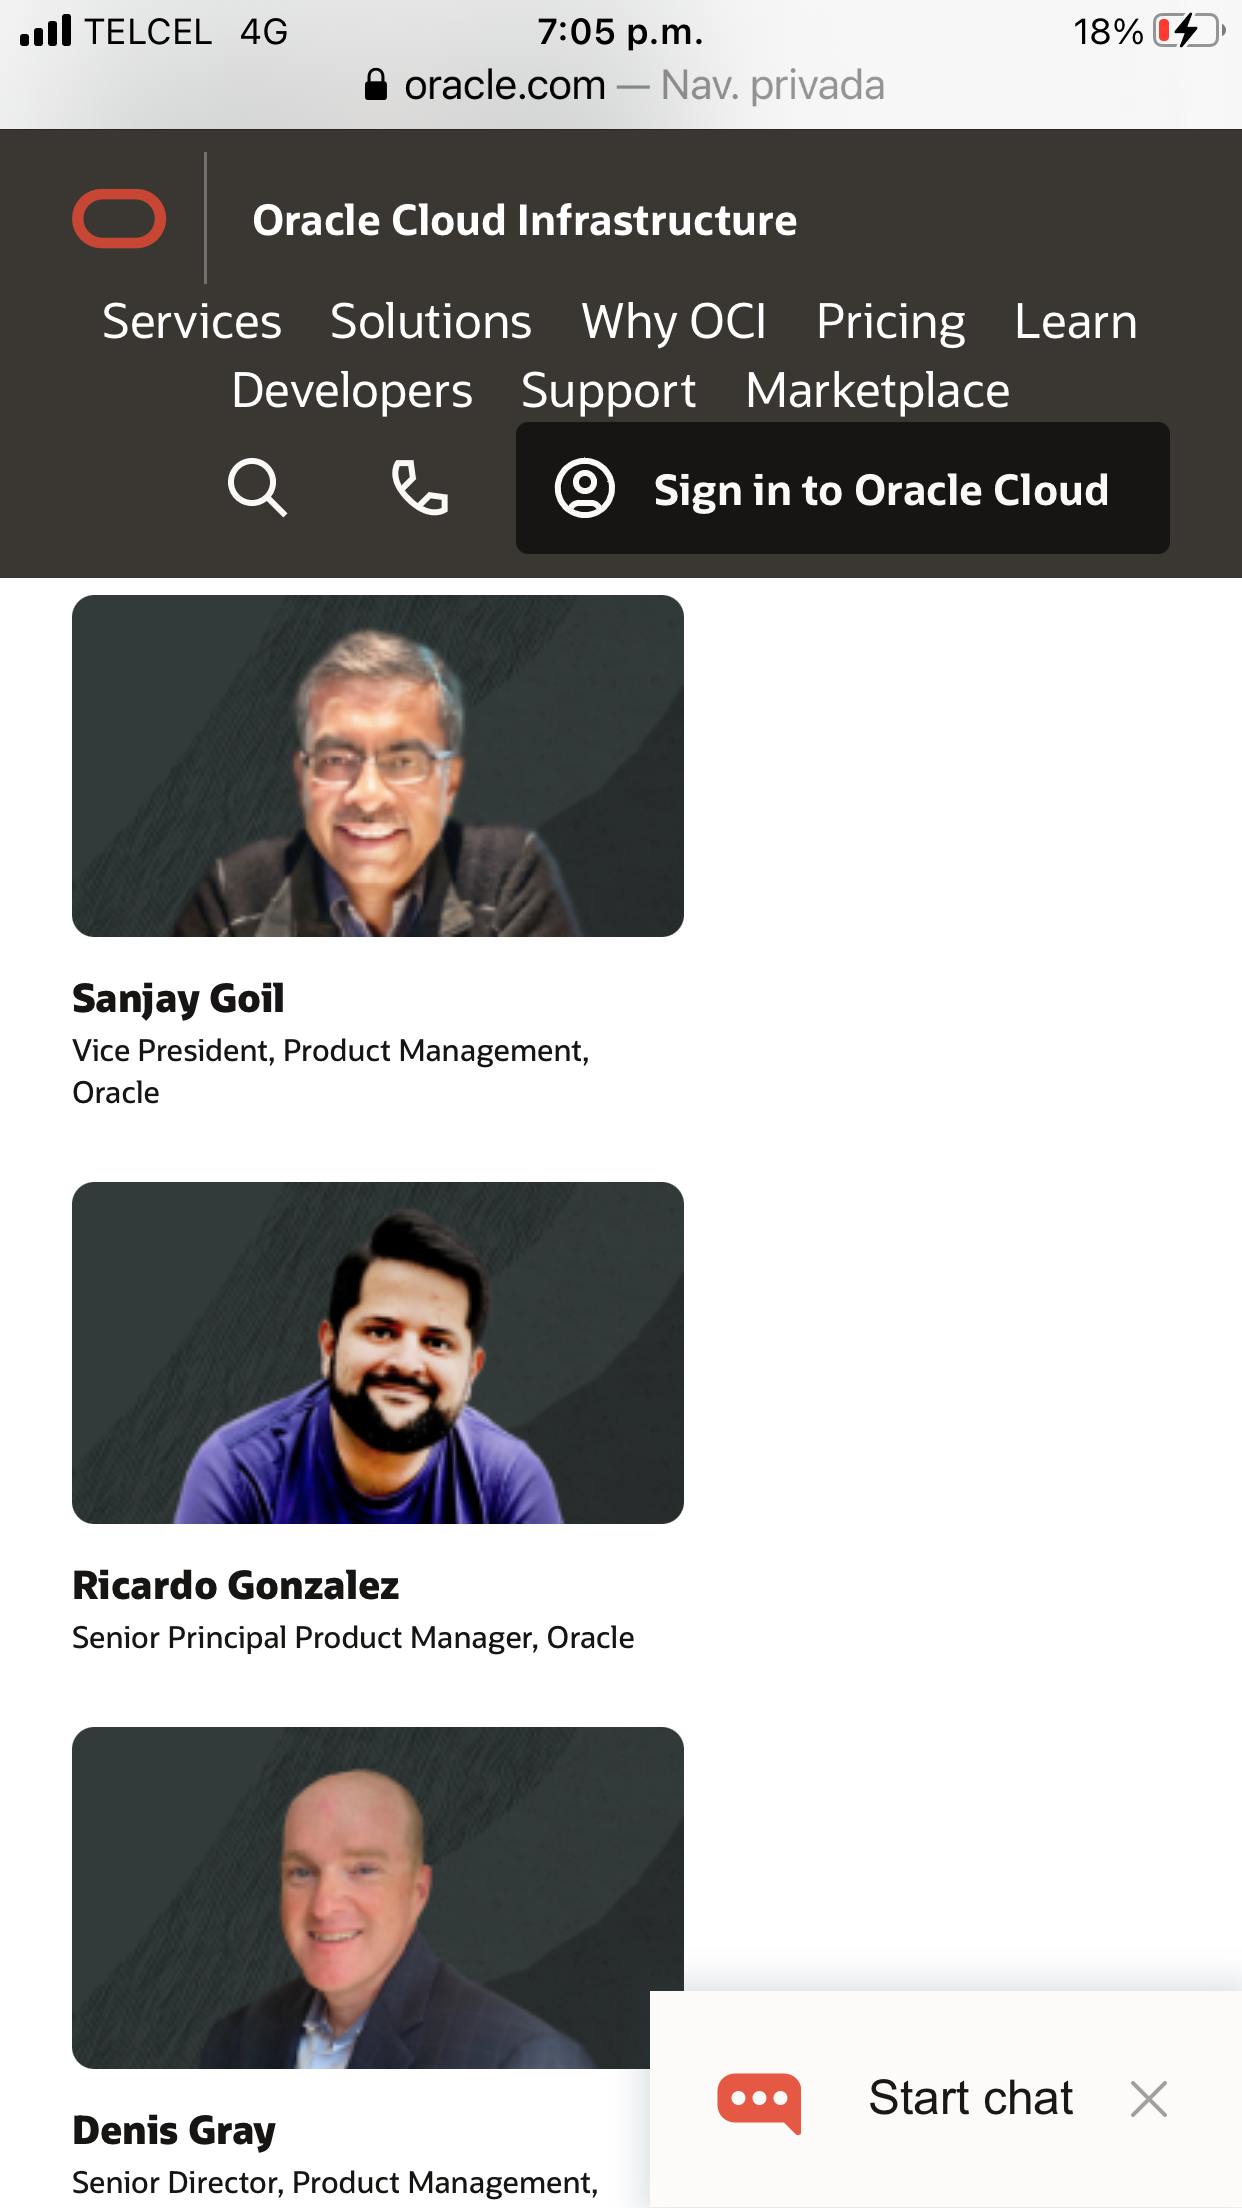 TELCEL 4G 7:05 p.m. 18%
oracle.com — Nav. privada
Oracle Cloud Infrastructure
Services Solutions Why OCI Pricing Learn
Developers Support Marketplace
Sign in to Oracle Cloud
Sanjay Goil
Vice President, Product Management,
Oracle
Ricardo Gonzalez
Senior Principal Product Manager, Oracle
Denis Gray
Senior Director, Product Management,
Start chat